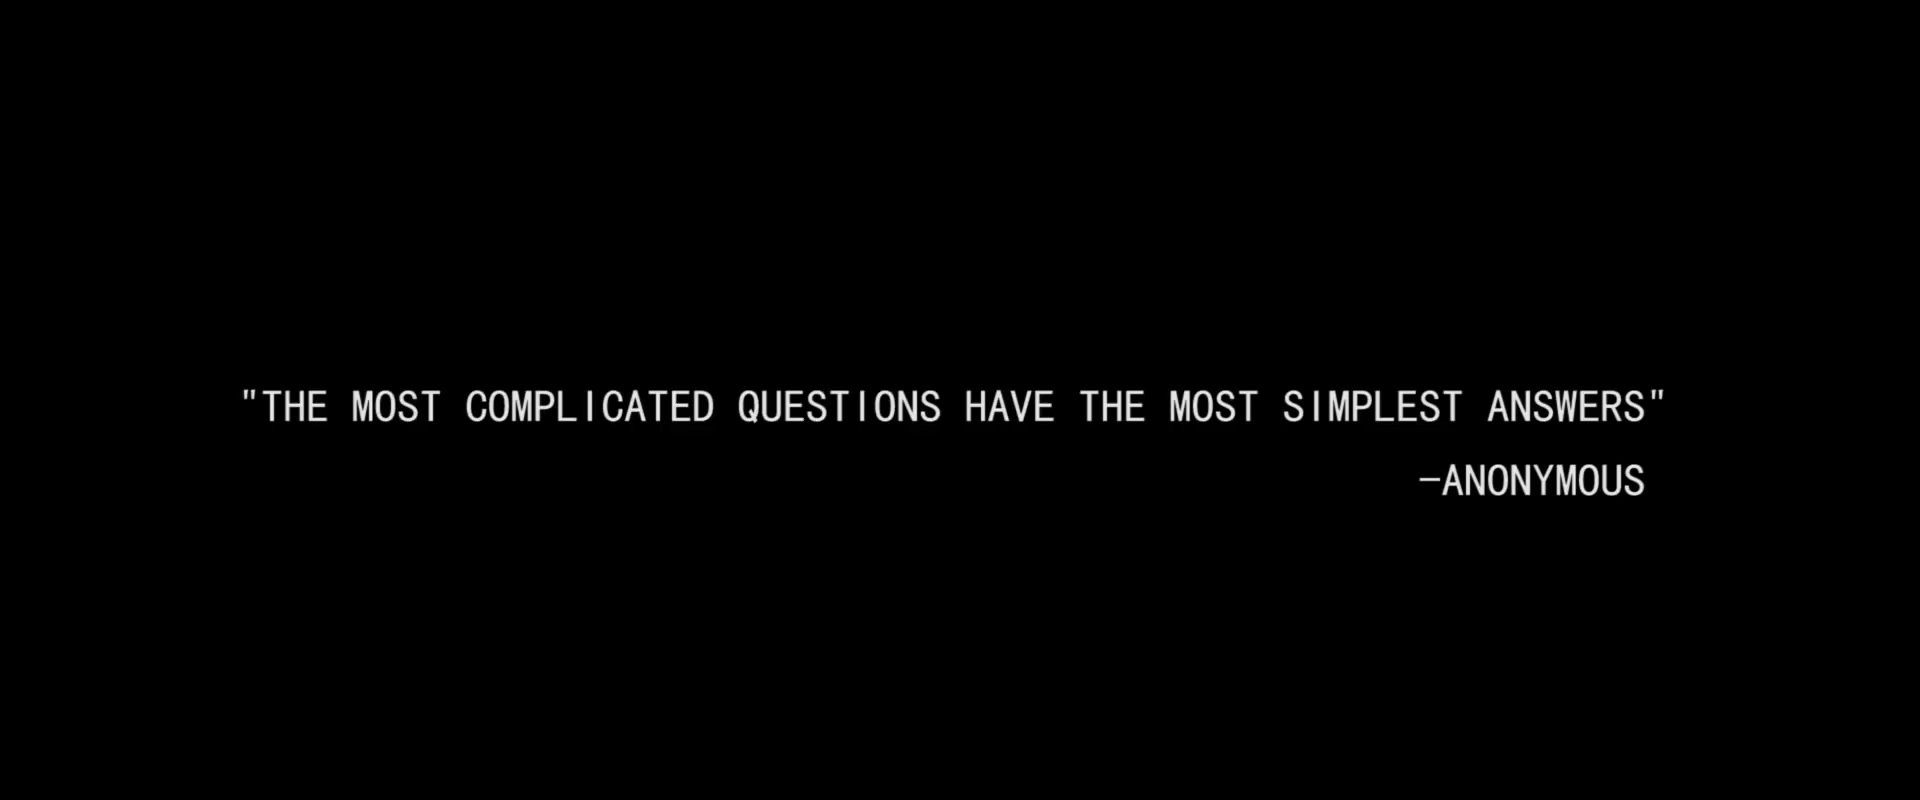 "THE MOST COMPLICATED QUESTIONS HAVE THE MOST SIMPLEST ANSWERS"
—ANONYMOUS